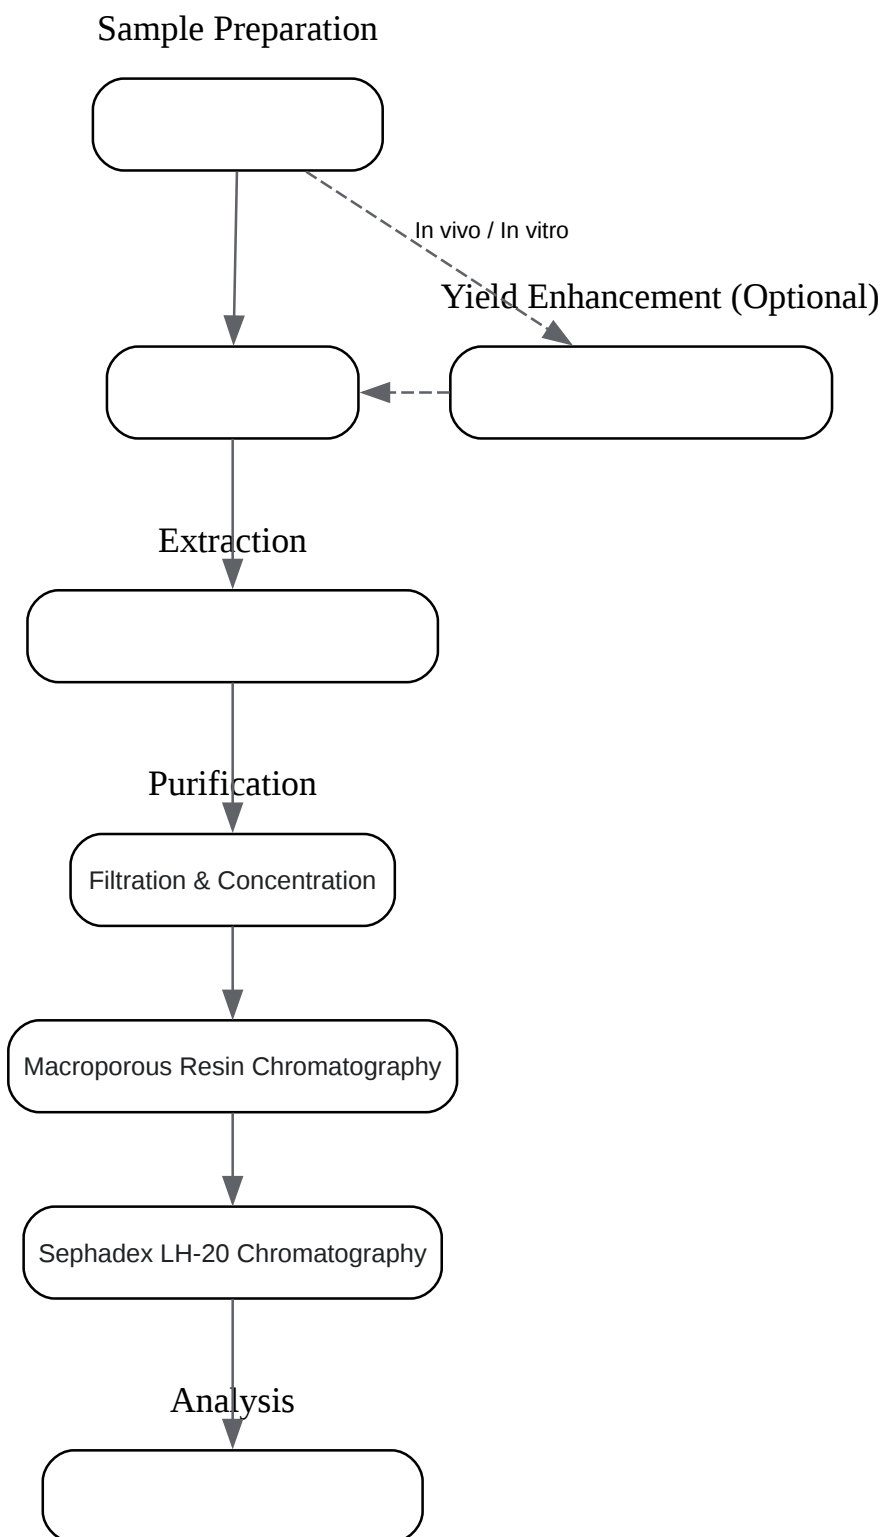 Sample Preparation
In vivo / In vitro
Yield Enhancement (Optional)
Extraction
Purification
Filtration & Concentration
Macroporous Resin Chromatography
Sephadex LH-20 Chromatography
Analysis